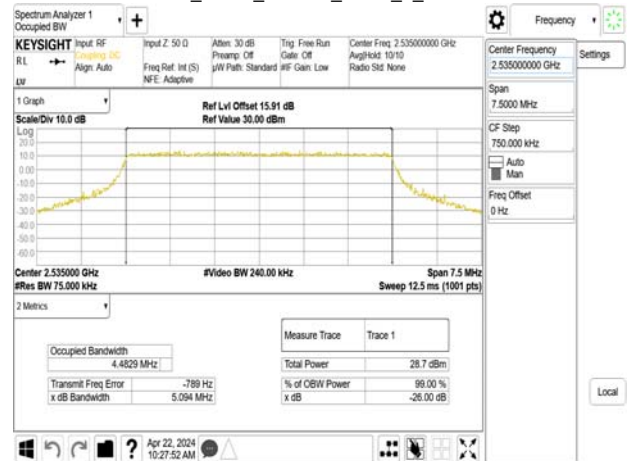 Spectrum Analyzer 1
Occupied BW
+
Frequency
KEYSIGHT
RL
LV
Input: RF
Coupling: DC
Align: Auto
Input Z: 50 Ω
Freq Ref: Int (S)
NFE: Adaptive
Atten: 30 dB
Preamp: Off
µW Path: Standard
Trig: Free Run
Gate: Off
#IF Gain: Low
Center Freq: 2.535000000 GHz
Avg|Hold: 10/10
Radio Std: None
Center Frequency
2.535000000 GHz
Settings
Span
7.5000 MHz
CF Step
750.000 kHz
Auto
Man
Freq Offset
0 Hz
1 Graph
Scale/Div 10.0 dB
Ref Lvl Offset 15.91 dB
Ref Value 30.00 dBm
Log
20.0
10.0
0.00
-10.0
-20.0
-30.0
-40.0
-50.0
-60.0
Center 2.535000 GHz
#Res BW 75.000 kHz
#Video BW 240.00 kHz
Span 7.5 MHz
Sweep 12.5 ms (1001 pts)
2 Metrics
Measure Trace Trace 1
Occupied Bandwidth
4.4829 MHz
Total Power 28.7 dBm
Transmit Freq Error -789 Hz
% of OBW Power 99.00 %
x dB Bandwidth 5.094 MHz
x dB -26.00 dB
Local
?
Apr 22, 2024
10:27:52 AM